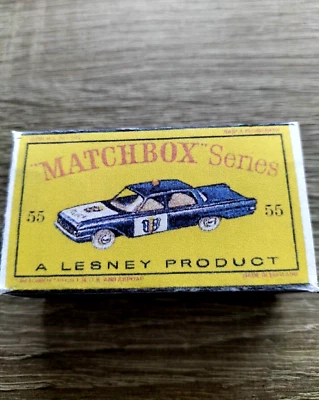 "MATCHBOX" Series
55 55
A LESNEY PRODUCT